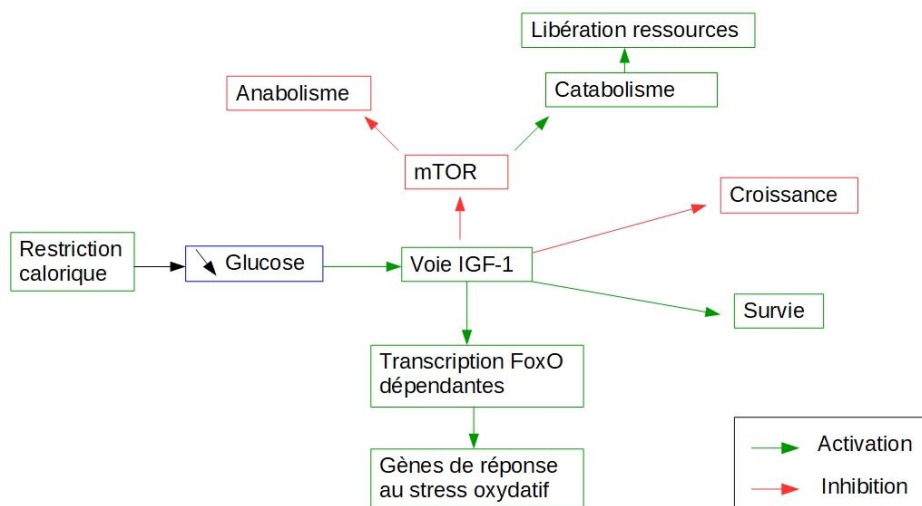 Libération ressources
Anabolisme
Catabolisme
mTOR
Croissance
Restriction
calorique
Glucose
Voie IGF-1
Survie
Transcription FoxO
dépendantes
Gènes de réponse
au stress oxydatif
Activation
Inhibition